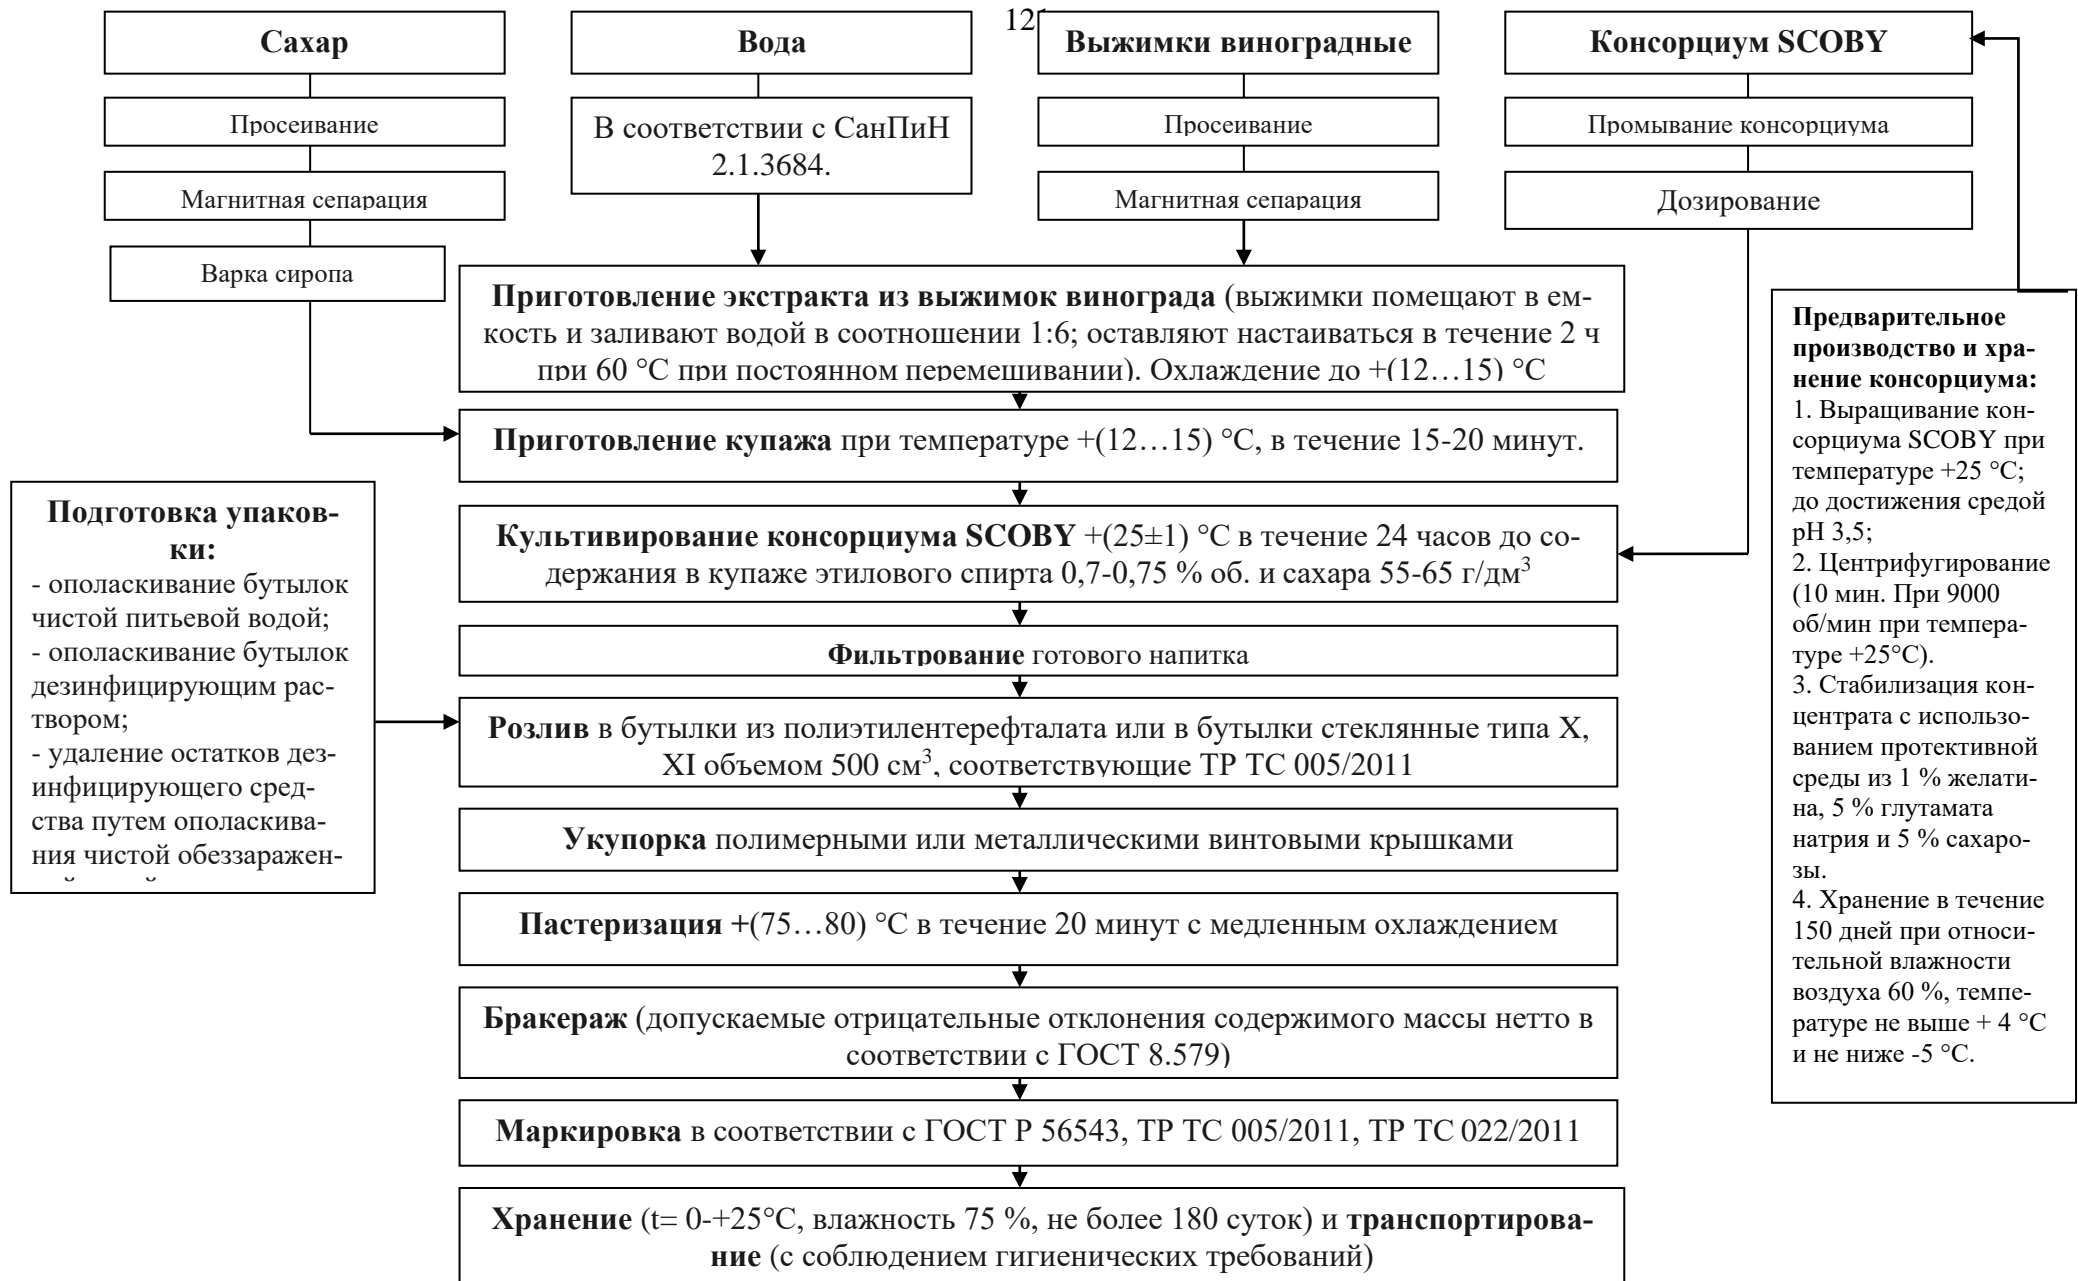 12
Сахар
Вода
Выжимки виноградные
Консорциум SCOBY
Просеивание
В соответствии с СанПиН
2.1.3684.
Просеивание
Промывание консорциума
Магнитная сепарация
Магнитная сепарация
Дозирование
Варка сиропа
Приготовление экстракта из выжимок винограда (выжимки помещают в ем-
кость и заливают водой в соотношении 1:6; оставляют настаиваться в течение 2 ч
при 60 °С при постоянном перемешивании). Охлаждение до +(12…15) °С
Приготовление купажа при температуре +(12…15) °С, в течение 15-20 минут.
Культивирование консорциума SCOBY +(25±1) °С в течение 24 часов до со-
держания в купаже этилового спирта 0,7-0,75 % об. и сахара 55-65 г/дм³
Фильтрование готового напитка
Розлив в бутылки из полиэтилентерефталата или в бутылки стеклянные типа X,
XI объемом 500 см³, соответствующие ТР ТС 005/2011
Укупорка полимерными или металлическими винтовыми крышками
Пастеризация +(75…80) °С в течение 20 минут с медленным охлаждением
Бракераж (допускаемые отрицательные отклонения содержимого массы нетто в
соответствии с ГОСТ 8.579)
Маркировка в соответствии с ГОСТ Р 56543, ТР ТС 005/2011, ТР ТС 022/2011
Хранение (t= 0-+25°С, влажность 75 %, не более 180 суток) и транспортирова-
ние (с соблюдением гигиенических требований)
Подготовка упаков-
ки:
- ополаскивание бутылок
чистой питьевой водой;
- ополаскивание бутылок
дезинфицирующим рас-
твором;
- удаление остатков дез-
инфицирующего сред-
ства путем ополаскива-
ния чистой обеззаражен-
Предварительное
производство и хра-
нение консорциума:
1. Выращивание кон-
сорциума SCOBY при
температуре +25 °С;
до достижения средой
pH 3,5;
2. Центрифугирование
(10 мин. При 9000
об/мин при темпера-
туре +25°С).
3. Стабилизация кон-
центрата с использо-
ванием протективной
среды из 1 % желати-
на, 5 % глутамата
натрия и 5 % сахаро-
зы.
4. Хранение в течение
150 дней при относи-
тельной влажности
воздуха 60 %, темпе-
ратуре не выше + 4 °С
и не ниже -5 °С.